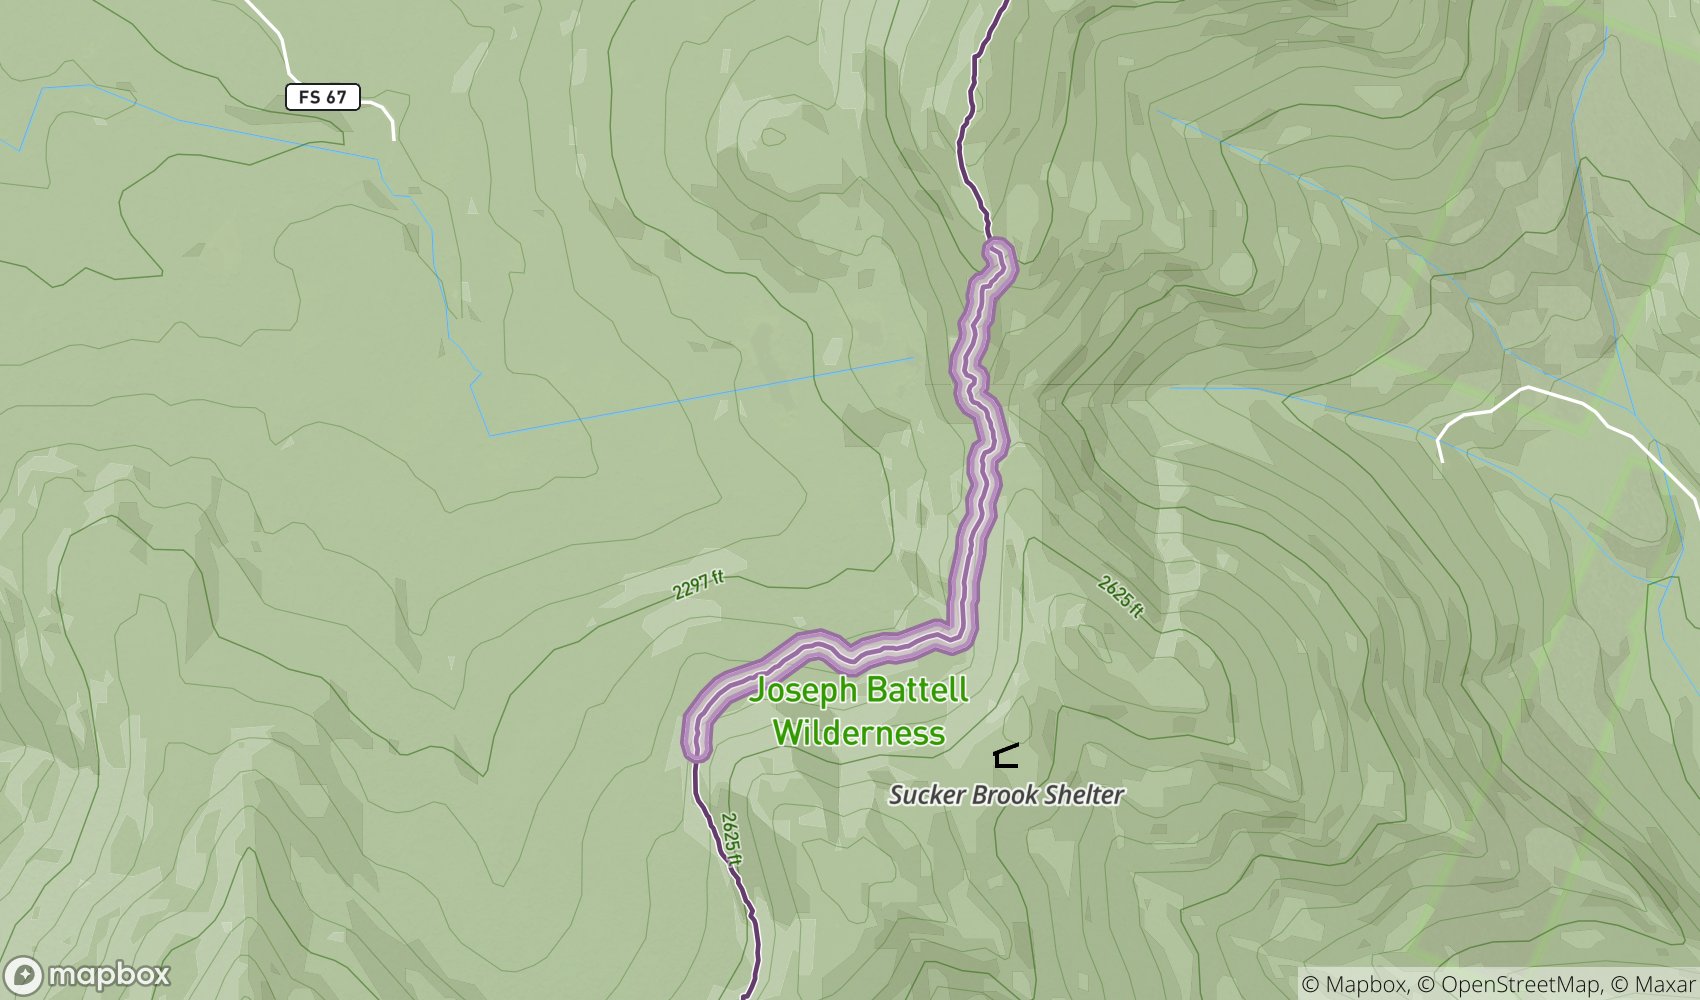 FS 67
2297 ft
2625 ft
Joseph Battell
Wilderness
Sucker Brook Shelter
2625 ft
mapbox
© Mapbox, © OpenStreetMap, © Maxar